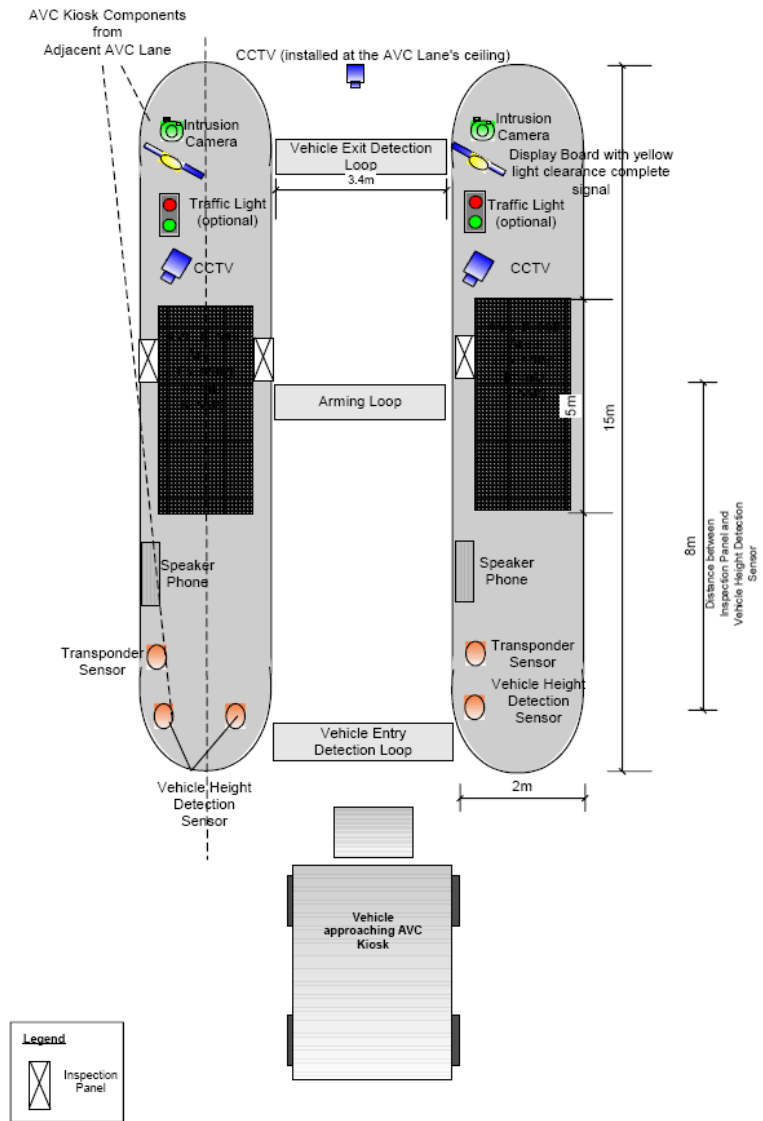 AVC Kiosk Components
from
Adjacent AVC Lane
CCTV (installed at the AVC Lane's ceiling)
Intrusion
Camera
Vehicle Exit Detection
Loop
3.4m
Intrusion
Camera
Display Board with yellow
light clearance complete
signal
Traffic Light
(optional)
Traffic Light
(optional)
CCTV
CCTV
Arming Loop
5m
15m
8m
Distance between
Inspection Panel and
Vehicle Height Detection
Sensor
Speaker
Phone
Speaker
Phone
Transponder
Sensor
Transponder
Sensor
Vehicle Height
Detection
Sensor
Vehicle Entry
Detection Loop
Vehicle Height
Detection
Sensor
2m
Vehicle
approaching AVC
Kiosk
Legend
Inspection
Panel